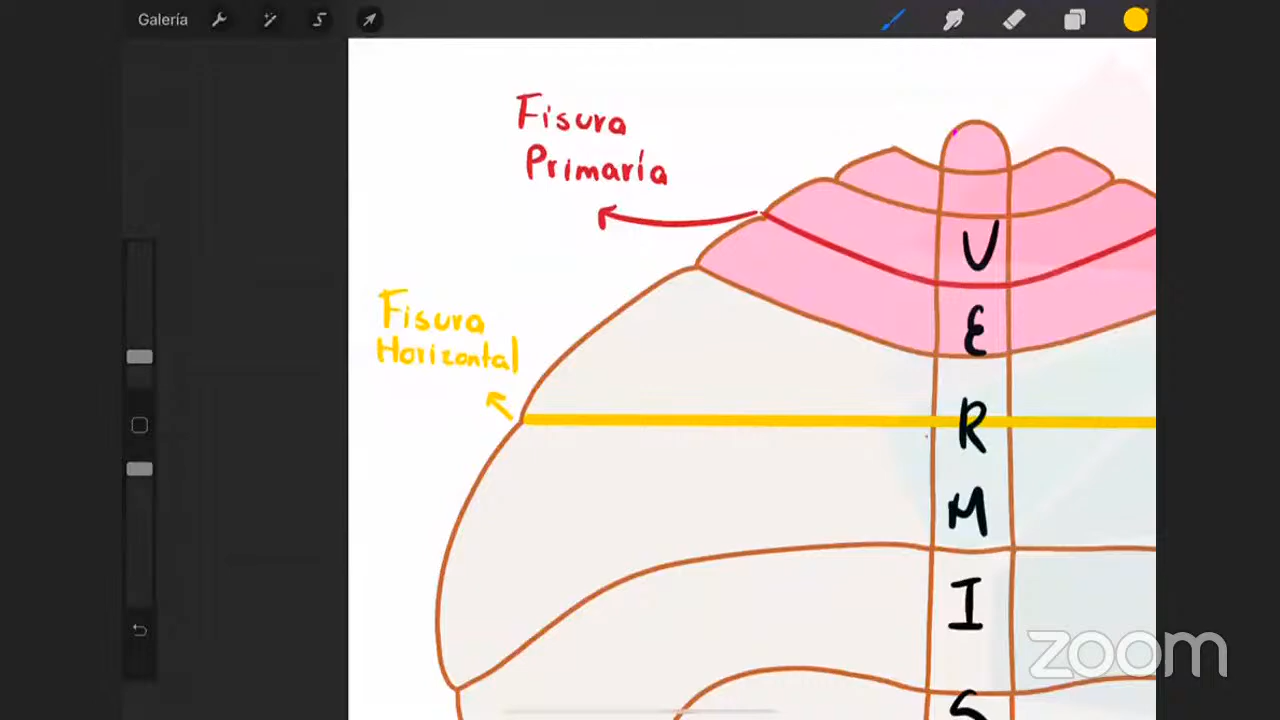 Galería
Fisura
Primaria
Fisura
Horizontal
V
E
R
M
I
S
zoom